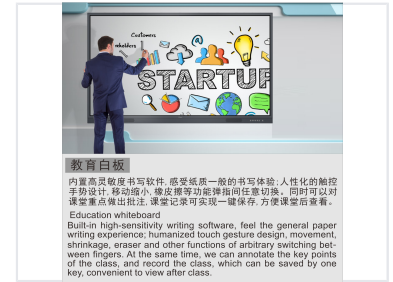 Customers
nholders
STARTUP
教育白板
内置高灵敏度书写软件,感受纸质一般的书写体验;人性化的触控
手势设计,移动缩小,橡皮擦等功能弹指间任意切换。同时可以对
课堂重点做出批注,课堂记录可实现一键保存,方便课堂后查看。
Education whiteboard
Built-in high-sensitivity writing software, feel the general paper
writing experience; humanized touch gesture design, movement,
shrinkage, eraser and other functions of arbitrary switching bet-
ween fingers. At the same time, we can annotate the key points
of the class, and record the class, which can be saved by one
key, convenient to view after class.